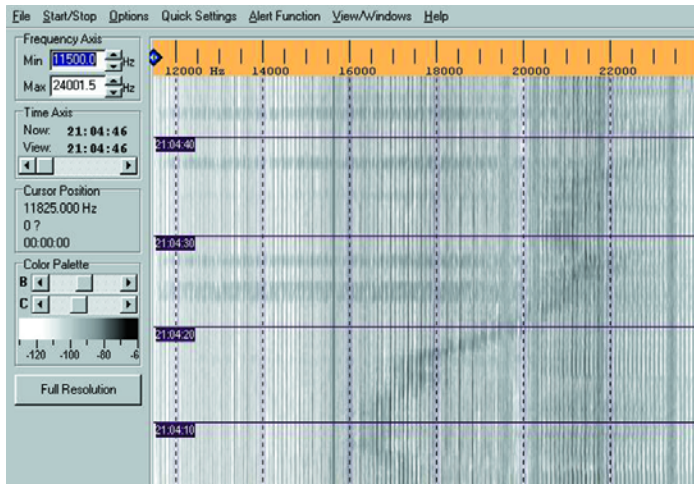 File Start/Stop Options Quick Settings Alert Function View/Windows Help
Frequency Axis
Min 11500.0 Hz
Max 24001.5 Hz
Time Axis
Now: 21:04:46
View: 21:04:46
Cursor Position
11825.000 Hz
0 ?
00:00:00
Color Palette
B
C
-120 -100 -80 -6
Full Resolution
12000 Hz 14000 16000 18000 20000 22000
21:04:40
21:04:30
21:04:20
21:04:10